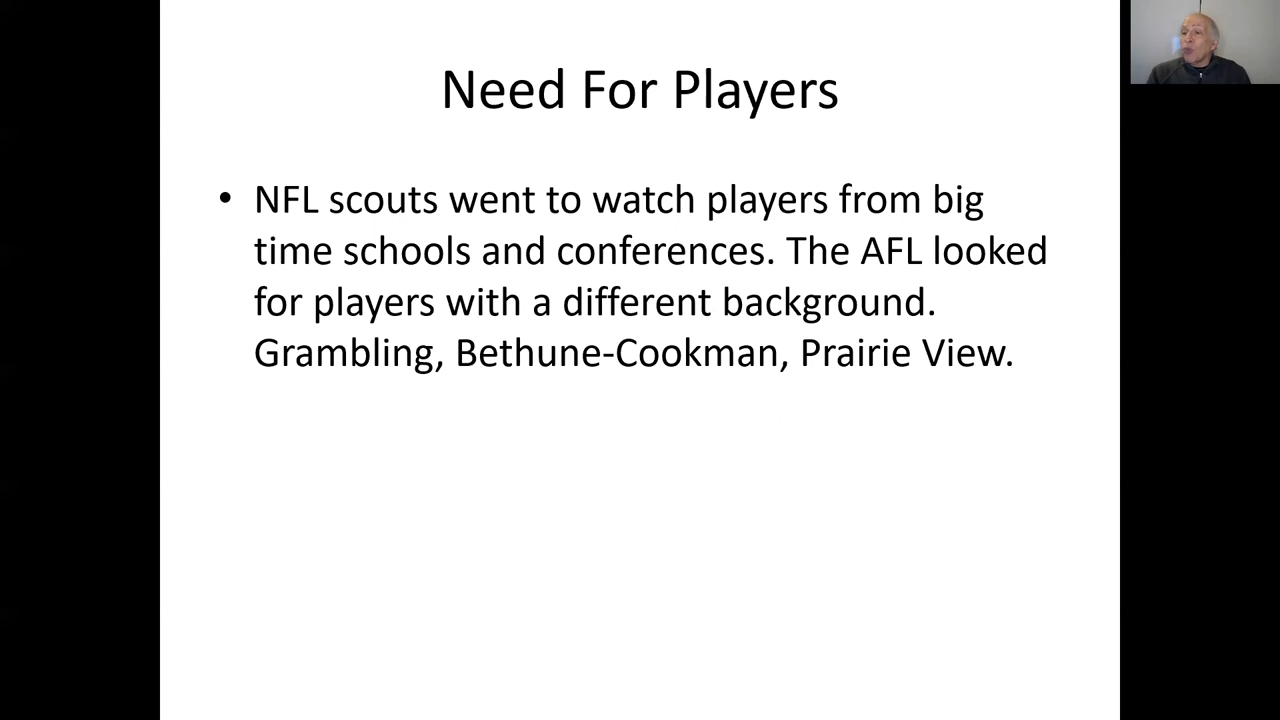 Need For Players
• NFL scouts went to watch players from big
time schools and conferences. The AFL looked
for players with a different background.
Grambling, Bethune-Cookman, Prairie View.